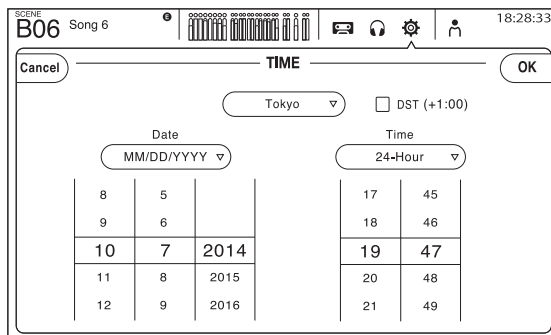 SCENE
B06 Song 6
E
18:28:33
Cancel
TIME
OK
Tokyo
DST (+1:00)
Date
Time
MM/DD/YYYY
24-Hour
8 5 17 45
9 6 18 46
10 7 2014 19 47
11 8 2015 20 48
12 9 2016 21 49